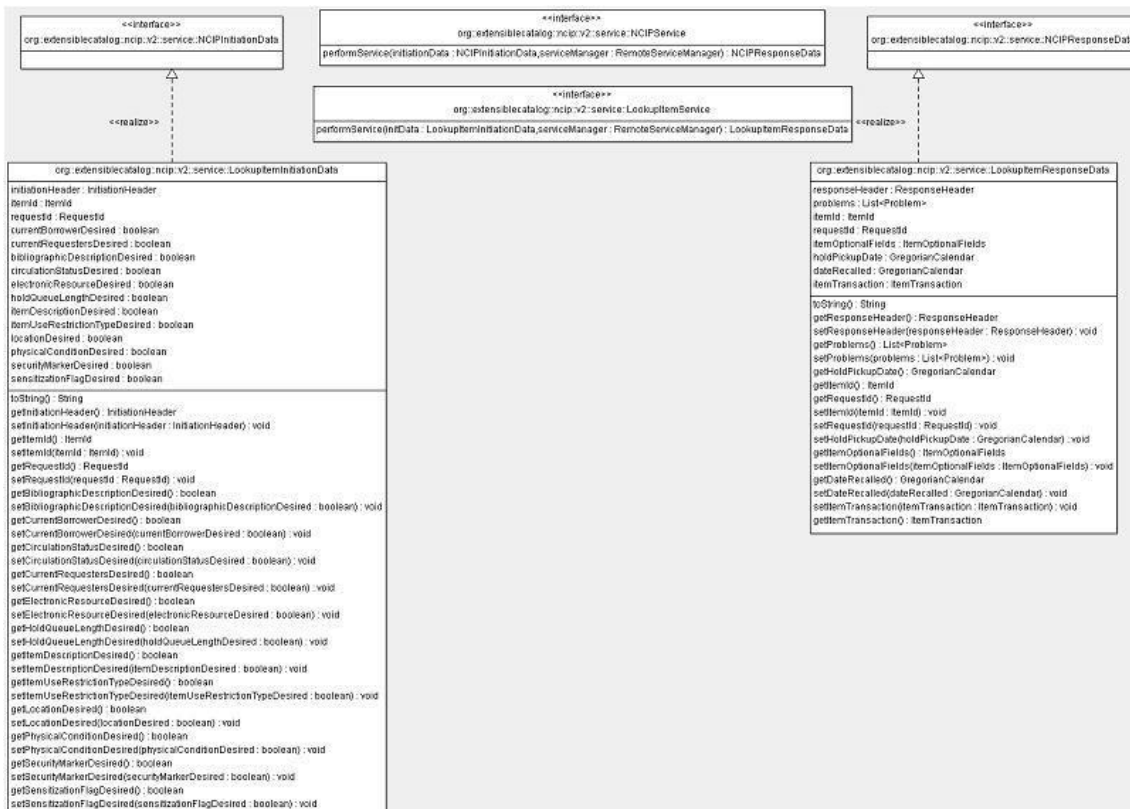 <<interface>>
org::extensiblecatalog::ncip::v2::service::NCIPInitiationData
<<interface>>
org::extensiblecatalog::ncip::v2::service::NCIPService
performService(initiationData : NCIPInitiationData,serviceManager : RemoteServiceManager) : NCIPResponseData
<<interface>>
org::extensiblecatalog::ncip::v2::service::NCIPResponseData
<<interface>>
org::extensiblecatalog::ncip::v2::service::LookupItemService
performService(initData : LookupItemInitiationData,serviceManager : RemoteServiceManager) : LookupItemResponseData
<<realize>>
<<realize>>
org::extensiblecatalog::ncip::v2::service::LookupItemInitiationData
initiationHeader : InitiationHeader
itemId : ItemId
requestId : RequestId
currentBorrowerDesired : boolean
currentRequestersDesired : boolean
bibliographicDescriptionDesired : boolean
circulationStatusDesired : boolean
electronicResourceDesired : boolean
holdQueueLengthDesired : boolean
itemDescriptionDesired : boolean
itemUseRestrictionTypeDesired : boolean
locationDesired : boolean
physicalConditionDesired : boolean
securityMarkerDesired : boolean
sensitizationFlagDesired : boolean
toString() : String
getInitiationHeader() : InitiationHeader
setInitiationHeader(initiationHeader : InitiationHeader) : void
getItemId() : ItemId
setItemId(itemId : ItemId) : void
getRequestId() : RequestId
setRequestId(requestId : RequestId) : void
getBibliographicDescriptionDesired() : boolean
setBibliographicDescriptionDesired(bibliographicDescriptionDesired : boolean) : void
getCurrentBorrowerDesired() : boolean
setCurrentBorrowerDesired(currentBorrowerDesired : boolean) : void
getCirculationStatusDesired() : boolean
setCirculationStatusDesired(circulationStatusDesired : boolean) : void
getCurrentRequestersDesired() : boolean
setCurrentRequestersDesired(currentRequestersDesired : boolean) : void
getElectronicResourceDesired() : boolean
setElectronicResourceDesired(electronicResourceDesired : boolean) : void
getHoldQueueLengthDesired() : boolean
setHoldQueueLengthDesired(holdQueueLengthDesired : boolean) : void
getItemDescriptionDesired() : boolean
setItemDescriptionDesired(itemDescriptionDesired : boolean) : void
getItemUseRestrictionTypeDesired() : boolean
setItemUseRestrictionTypeDesired(itemUseRestrictionTypeDesired : boolean) : void
getLocationDesired() : boolean
setLocationDesired(locationDesired : boolean) : void
getPhysicalConditionDesired() : boolean
setPhysicalConditionDesired(physicalConditionDesired : boolean) : void
getSecurityMarkerDesired() : boolean
setSecurityMarkerDesired(securityMarkerDesired : boolean) : void
getSensitizationFlagDesired() : boolean
setSensitizationFlagDesired(sensitizationFlagDesired : boolean) : void
org::extensiblecatalog::ncip::v2::service::LookupItemResponseData
responseHeader : ResponseHeader
problems : List<Problem>
itemId : ItemId
requestId : RequestId
itemOptionalFields : ItemOptionalFields
holdPickupDate : GregorianCalendar
dateRecalled : GregorianCalendar
itemTransaction : ItemTransaction
toString() : String
getResponseHeader() : ResponseHeader
setResponseHeader(responseHeader : ResponseHeader) : void
getProblems() : List<Problem>
setProblems(problems : List<Problem>) : void
getHoldPickupDate() : GregorianCalendar
getItemId() : ItemId
getRequestId() : RequestId
setItemId(itemId : ItemId) : void
setRequestId(requestId : RequestId) : void
setHoldPickupDate(holdPickupDate : GregorianCalendar) : void
getItemOptionalFields() : ItemOptionalFields
setItemOptionalFields(itemOptionalFields : ItemOptionalFields) : void
getDateRecalled() : GregorianCalendar
setDateRecalled(dateRecalled : GregorianCalendar) : void
setItemTransaction(itemTransaction : ItemTransaction) : void
getItemTransaction() : ItemTransaction